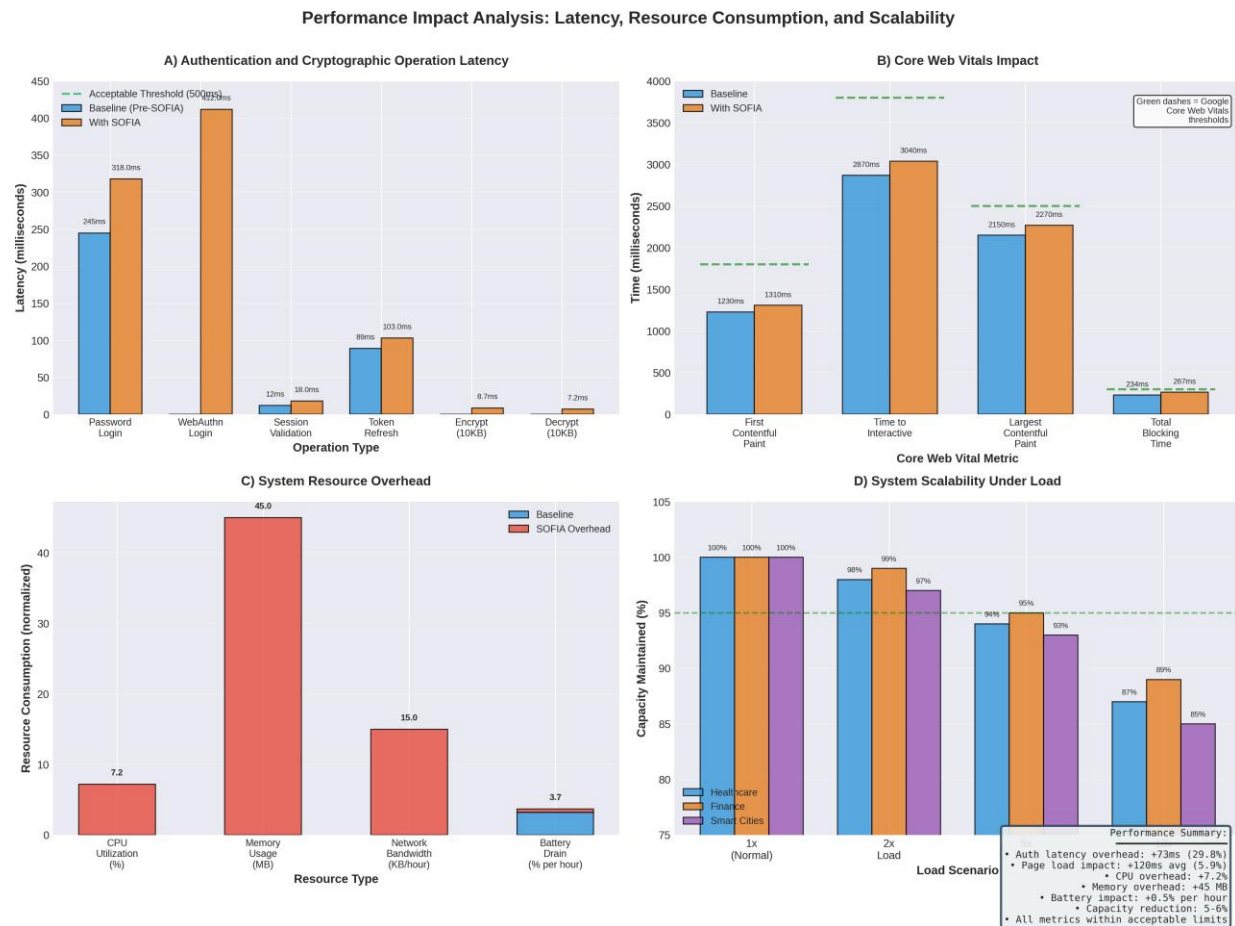 Performance Impact Analysis: Latency, Resource Consumption, and Scalability
A) Authentication and Cryptographic Operation Latency
Latency (milliseconds)
450
400
350
300
250
200
150
100
50
0
Acceptable Threshold (500ms)
Baseline (Pre-SOFIA)
With SOFIA
245ms
318.0ms
412.0ms
12ms
18.0ms
89ms
103.0ms
8.7ms
7.2ms
Password
Login
WebAuthn
Login
Session
Validation
Token
Refresh
Encrypt
(10KB)
Decrypt
(10KB)
Operation Type
B) Core Web Vitals Impact
Time (milliseconds)
4000
3500
3000
2500
2000
1500
1000
500
0
Baseline
With SOFIA
Green dashes = Google
Core Web Vitals
thresholds
1230ms
1310ms
2870ms
3040ms
2150ms
2270ms
234ms
267ms
First
Contentful
Paint
Time to
Interactive
Largest
Contentful
Paint
Total
Blocking
Time
Core Web Vital Metric
C) System Resource Overhead
Resource Consumption (normalized)
40
30
20
10
0
Baseline
SOFIA Overhead
7.2
45.0
15.0
3.7
CPU
Utilization
(%)
Memory
Usage
(MB)
Network
Bandwidth
(KB/hour)
Battery
Drain
(% per hour)
Resource Type
D) System Scalability Under Load
Capacity Maintained (%)
105
100
95
90
85
80
75
100%
100%
100%
98%
99%
97%
94%
95%
93%
87%
89%
85%
Healthcare
Finance
Smart Cities
1x
(Normal)
2x
Load
Load Scenario
Performance Summary:
• Auth latency overhead: +73ms (29.8%)
• Page load impact: +120ms avg (5.9%)
• CPU overhead: +7.2%
• Memory overhead: +45 MB
• Battery impact: +0.5% per hour
• Capacity reduction: 5-6%
• All metrics within acceptable limits